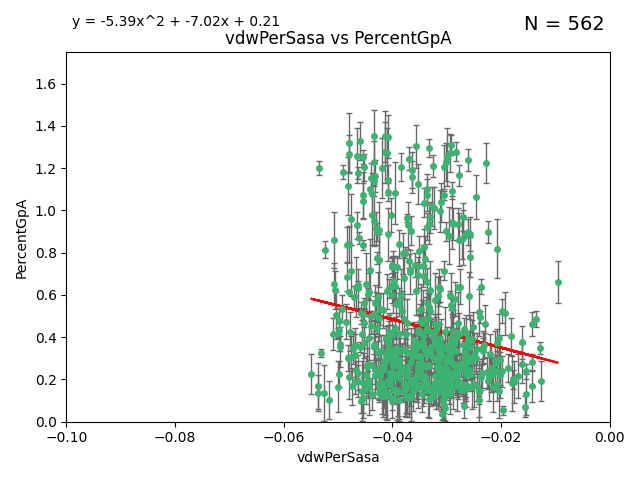 y = -5.39x^2 + -7.02x + 0.21
N = 562
vdwPerSasa vs PercentGpA
PercentGpA
1.6
1.4
1.2
1.0
0.8
0.6
0.4
0.2
0.0
−0.10 −0.08 −0.06 −0.04 −0.02 0.00
vdwPerSasa